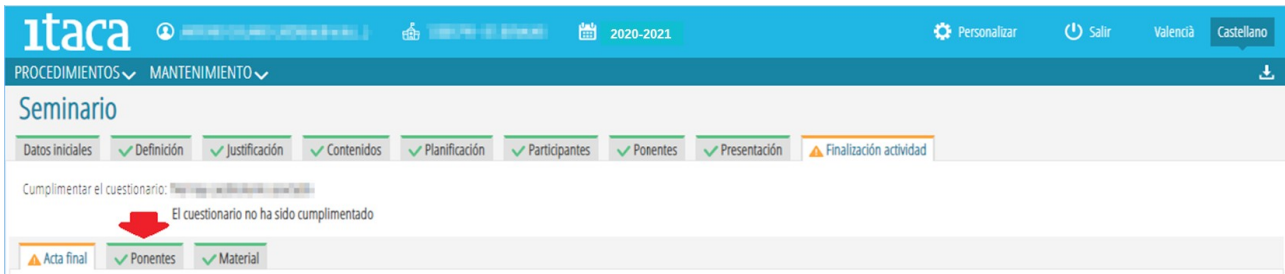 ıtaca 2020-2021 Personalizar Salir Valencià Castellano
PROCEDIMIENTOS MANTENIMIENTO
Seminario
Datos iniciales Definición Justificación Contenidos Planificación Participantes Ponentes Presentación Finalización actividad
Cumplimentar el cuestionario:
El cuestionario no ha sido cumplimentado
Acta final Ponentes Material